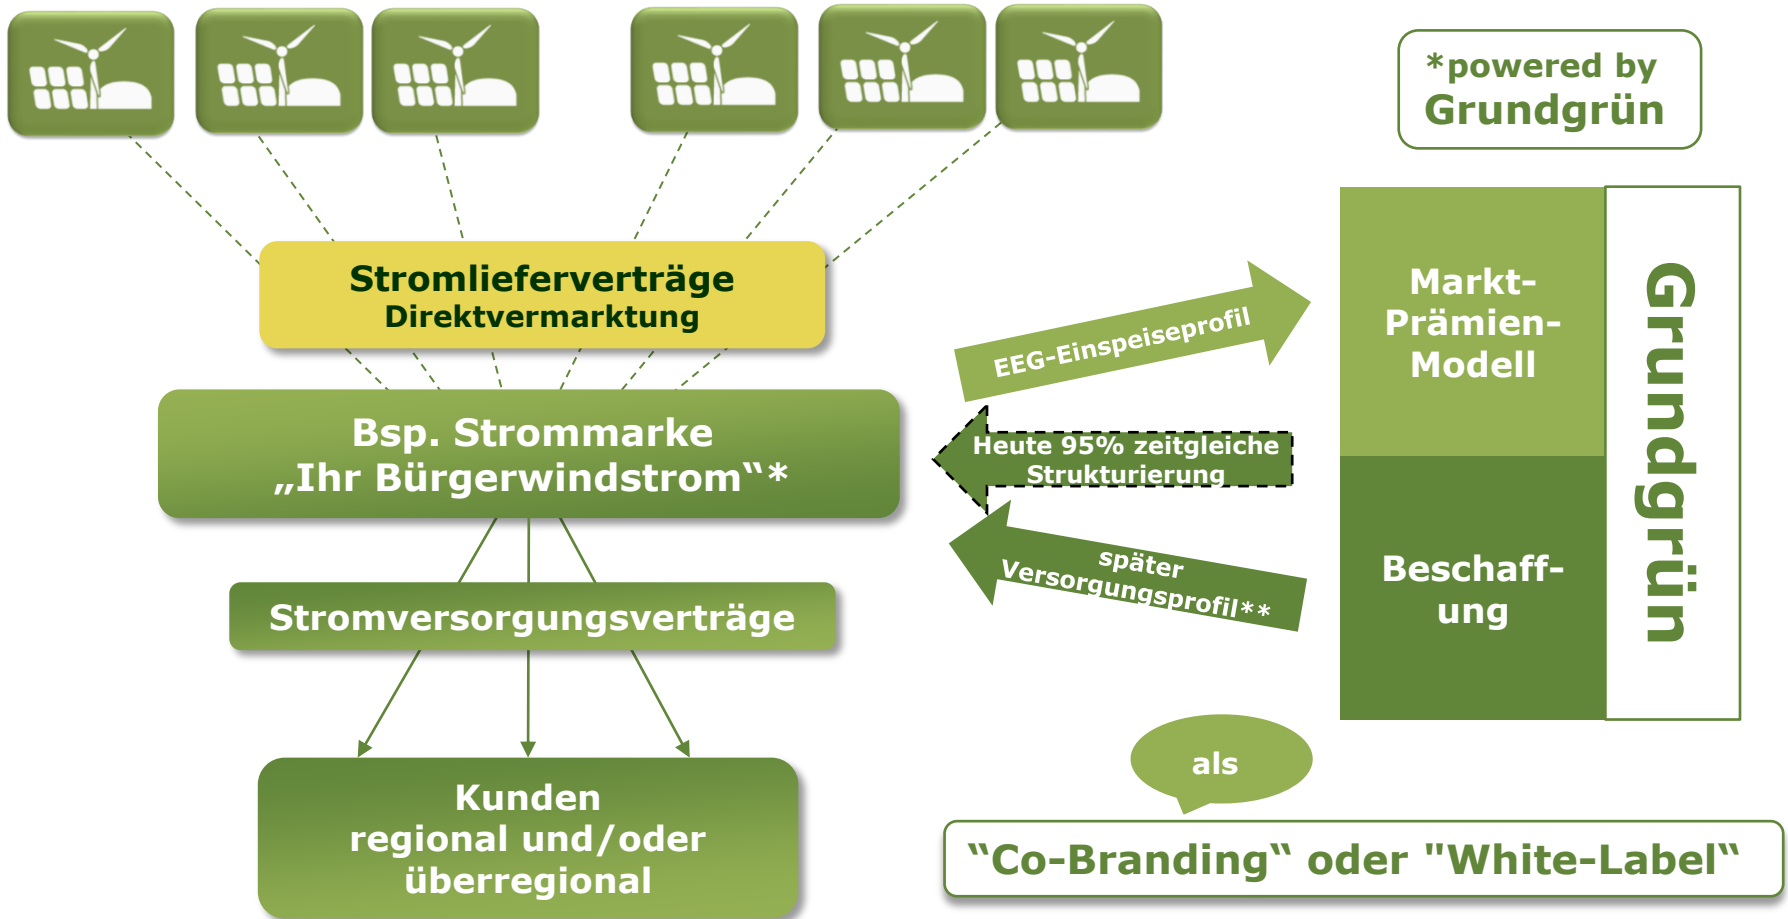 *powered by
Grundgrün
Stromlieferverträge
Direktvermarktung
Bsp. Strommarke
„Ihr Bürgerwindstrom“*
Stromversorgungsverträge
Kunden
regional und/oder
überregional
EEG-Einspeiseprofil
Heute 95% zeitgleiche
Strukturierung
später
Versorgungsprofil**
Markt-
Prämien-
Modell
Beschaff-
ung
Grundgrün
als
“Co-Branding“ oder "White-Label“